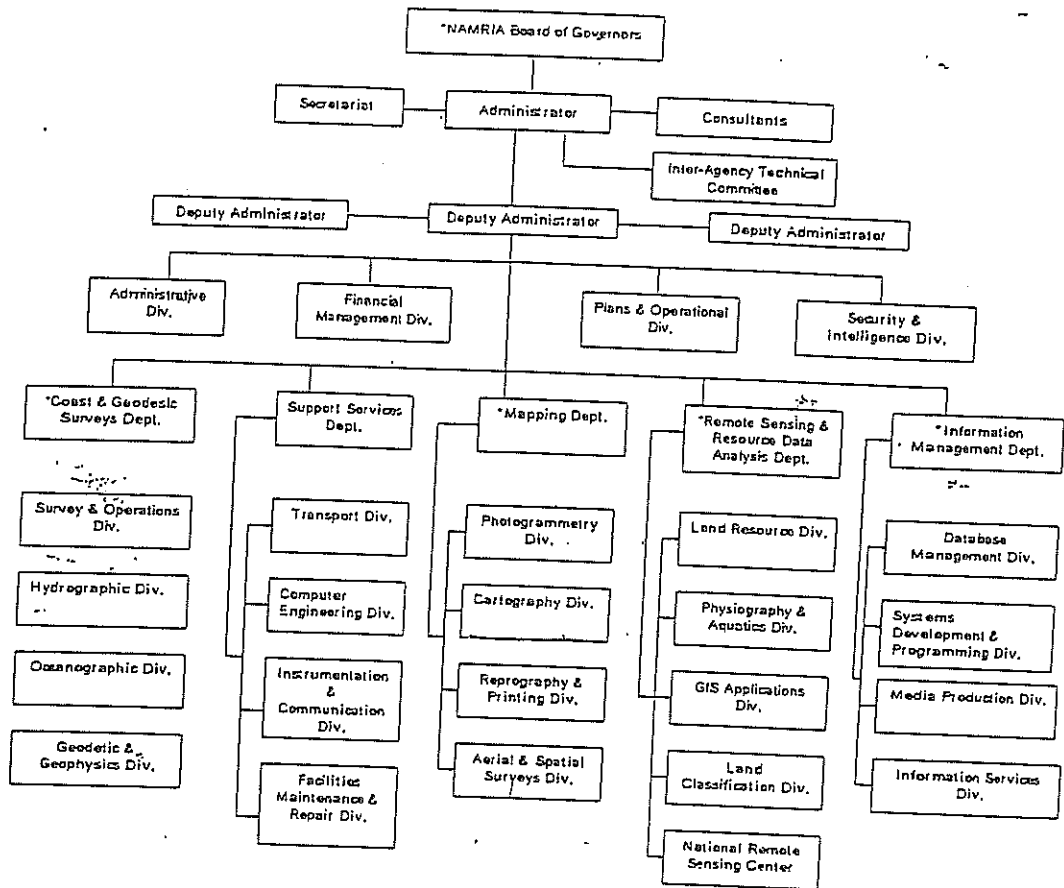 *NAMRIA Board of Governors
Secretariat
Administrator
Consultants
Inter-Agency Technical
Committee
Deputy Administrator
Deputy Administrator
Deputy Administrator
Administrative
Div.
Financial
Management Div.
Plans & Operational
Div.
Security &
Intelligence Div.
*Coast & Geodesic
Surveys Dept.
Support Services
Dept.
*Mapping Dept.
*Remote Sensing &
Resource Data
Analysis Dept.
*Information
Management Dept.
Survey & Operations
Div.
Hydrographic Div.
Oceanographic Div.
Geodetic &
Geophysics Div.
Transport Div.
Computer
Engineering Div.
Instrumentation
&
Communication
Div.
Facilities
Maintenance &
Repair Div.
Photogrammetry
Div.
Cartography Div.
Reprography &
Printing Div.
Aerial & Spatial
Surveys Div.
Land Resource Div.
Physiography &
Aquatics Div.
GIS Applications
Div.
Land
Classification Div.
National Remote
Sensing Center
Database
Management Div.
Systems
Development &
Programming Div.
Media Production Div.
Information Services
Div.